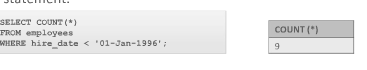 statement.
SELECT COUNT(*)
FROM employees
WHERE hire_date < '01-Jan-1996';
COUNT (*)
9